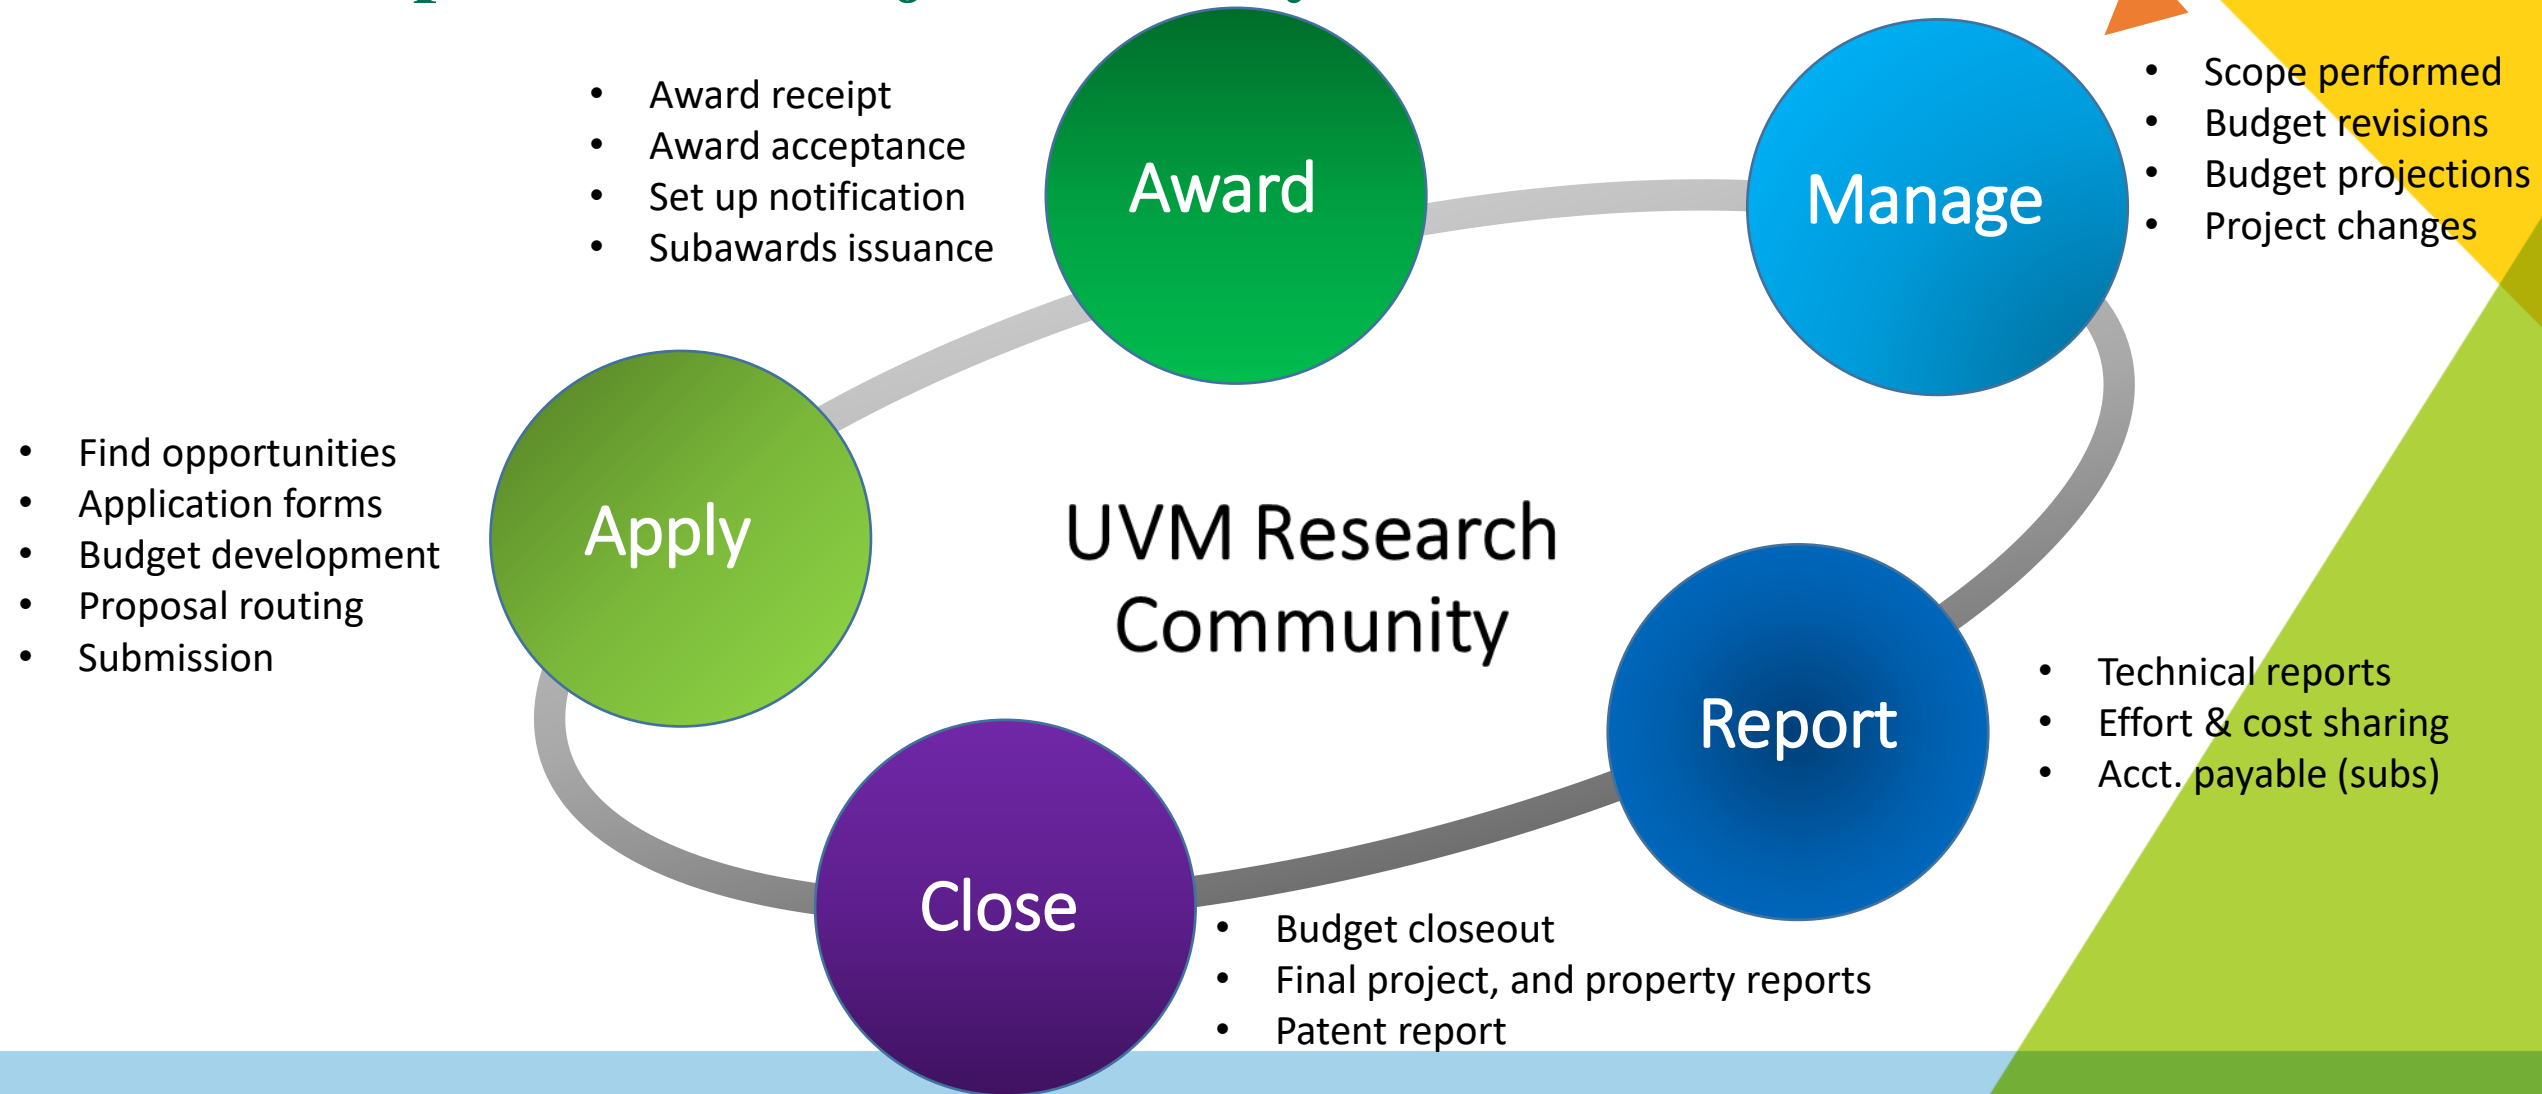 • Award receipt
• Award acceptance
• Set up notification
• Subawards issuance
Award
Manage
• Scope performed
• Budget revisions
• Budget projections
• Project changes
• Find opportunities
• Application forms
• Budget development
• Proposal routing
• Submission
Apply
UVM Research
Community
Report
• Technical reports
• Effort & cost sharing
• Acct. payable (subs)
Close
• Budget closeout
• Final project, and property reports
• Patent report